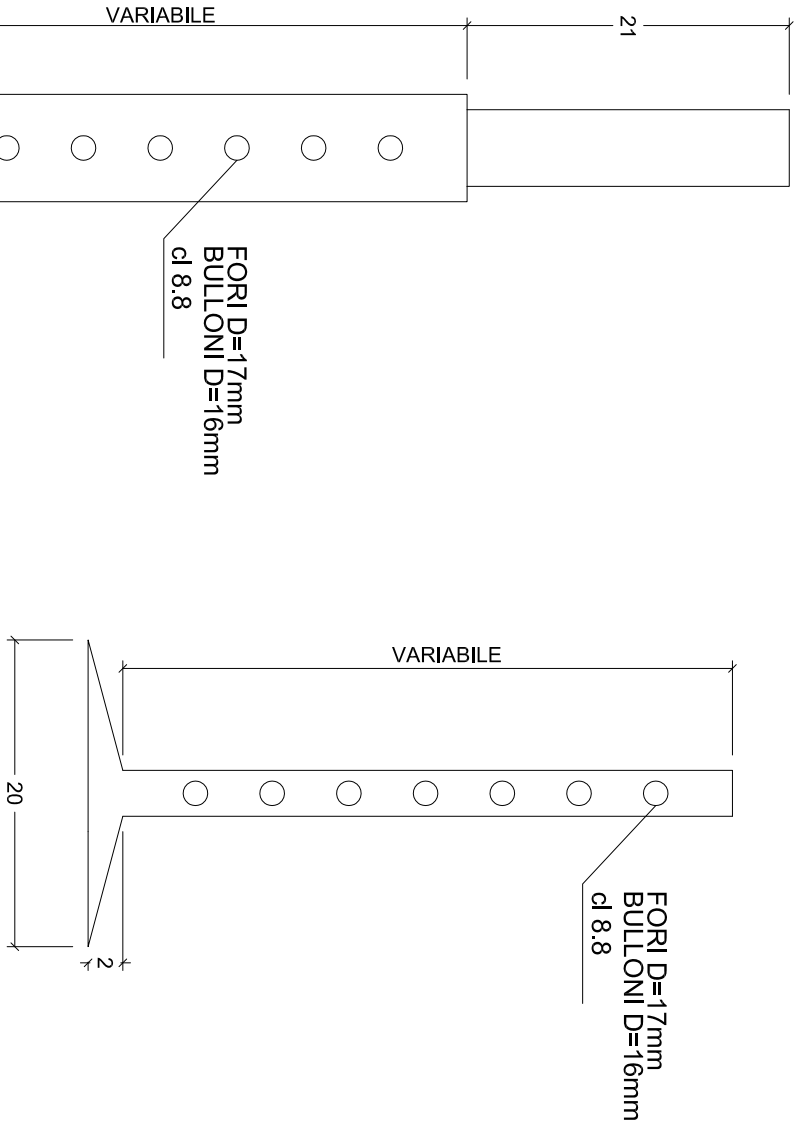 VARIABILE
21
FORI D=17mm
BULLONI D=16mm
cl 8.8
VARIABILE
20
2
FORI D=17mm
BULLONI D=16mm
cl 8.8